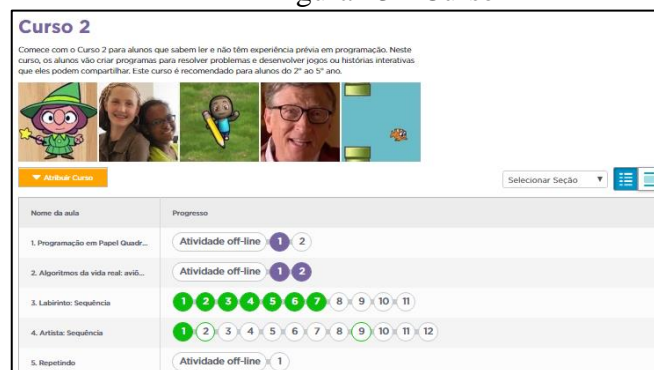 Curso 2
Comece com o Curso 2 para alunos que sabem ler e não têm experiência prévia em programação. Neste
curso, os alunos vão criar programas para resolver problemas e desenvolver jogos ou histórias interativas
que eles podem compartilhar. Este curso é recomendado para alunos do 2° ao 5° ano.
Atribuir Curso
Selecionar Seção
Nome da aula Progresso
1. Programação em Papel Quadr... Atividade off-line 1 2
2. Algoritmos da vida real: aviõ... Atividade off-line 1 2
3. Labirinto: Sequência 1 2 3 4 5 6 7 8 9 10 11
4. Artista: Sequência 1 2 3 4 5 6 7 8 9 10 11 12
5. Repetindo Atividade off-line 1